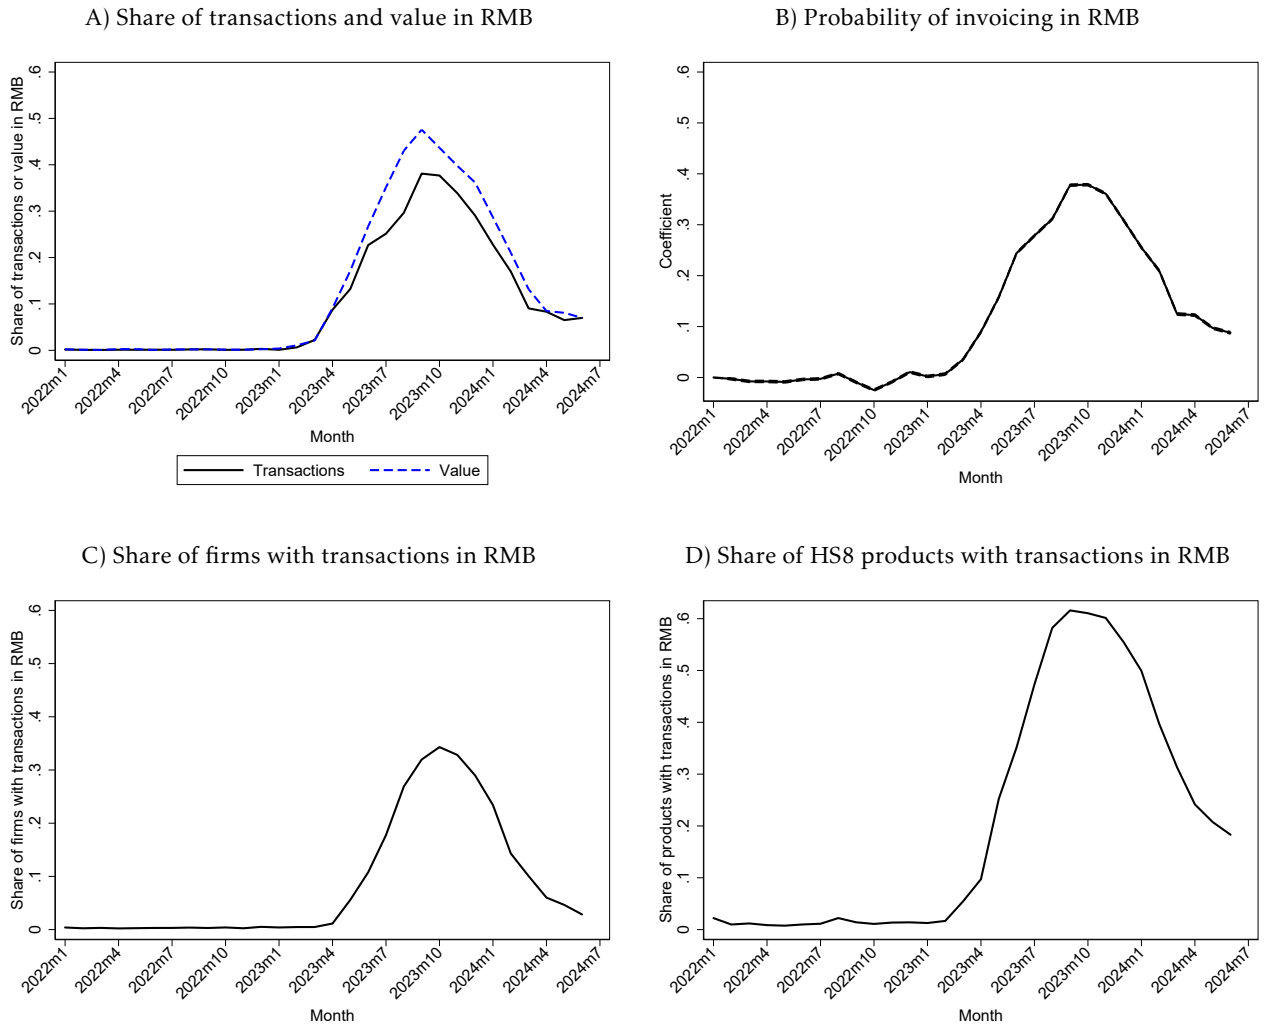 A) Share of transactions and value in RMB
Share of transactions or value in RMB
.6
.5
.4
.3
.2
.1
0
2022m1
2022m4
2022m7
2022m10
2023m1
2023m4
2023m7
2023m10
2024m1
2024m4
2024m7
Month
Transactions
Value
B) Probability of invoicing in RMB
Coefficient
.6
.5
.4
.3
.2
.1
0
2022m1
2022m4
2022m7
2022m10
2023m1
2023m4
2023m7
2023m10
2024m1
2024m4
2024m7
Month
C) Share of firms with transactions in RMB
Share of firms with transactions in RMB
.6
.5
.4
.3
.2
.1
0
2022m1
2022m4
2022m7
2022m10
2023m1
2023m4
2023m7
2023m10
2024m1
2024m4
2024m7
Month
D) Share of HS8 products with transactions in RMB
Share of products with transactions in RMB
.6
.5
.4
.3
.2
.1
0
2022m1
2022m4
2022m7
2022m10
2023m1
2023m4
2023m7
2023m10
2024m1
2024m4
2024m7
Month